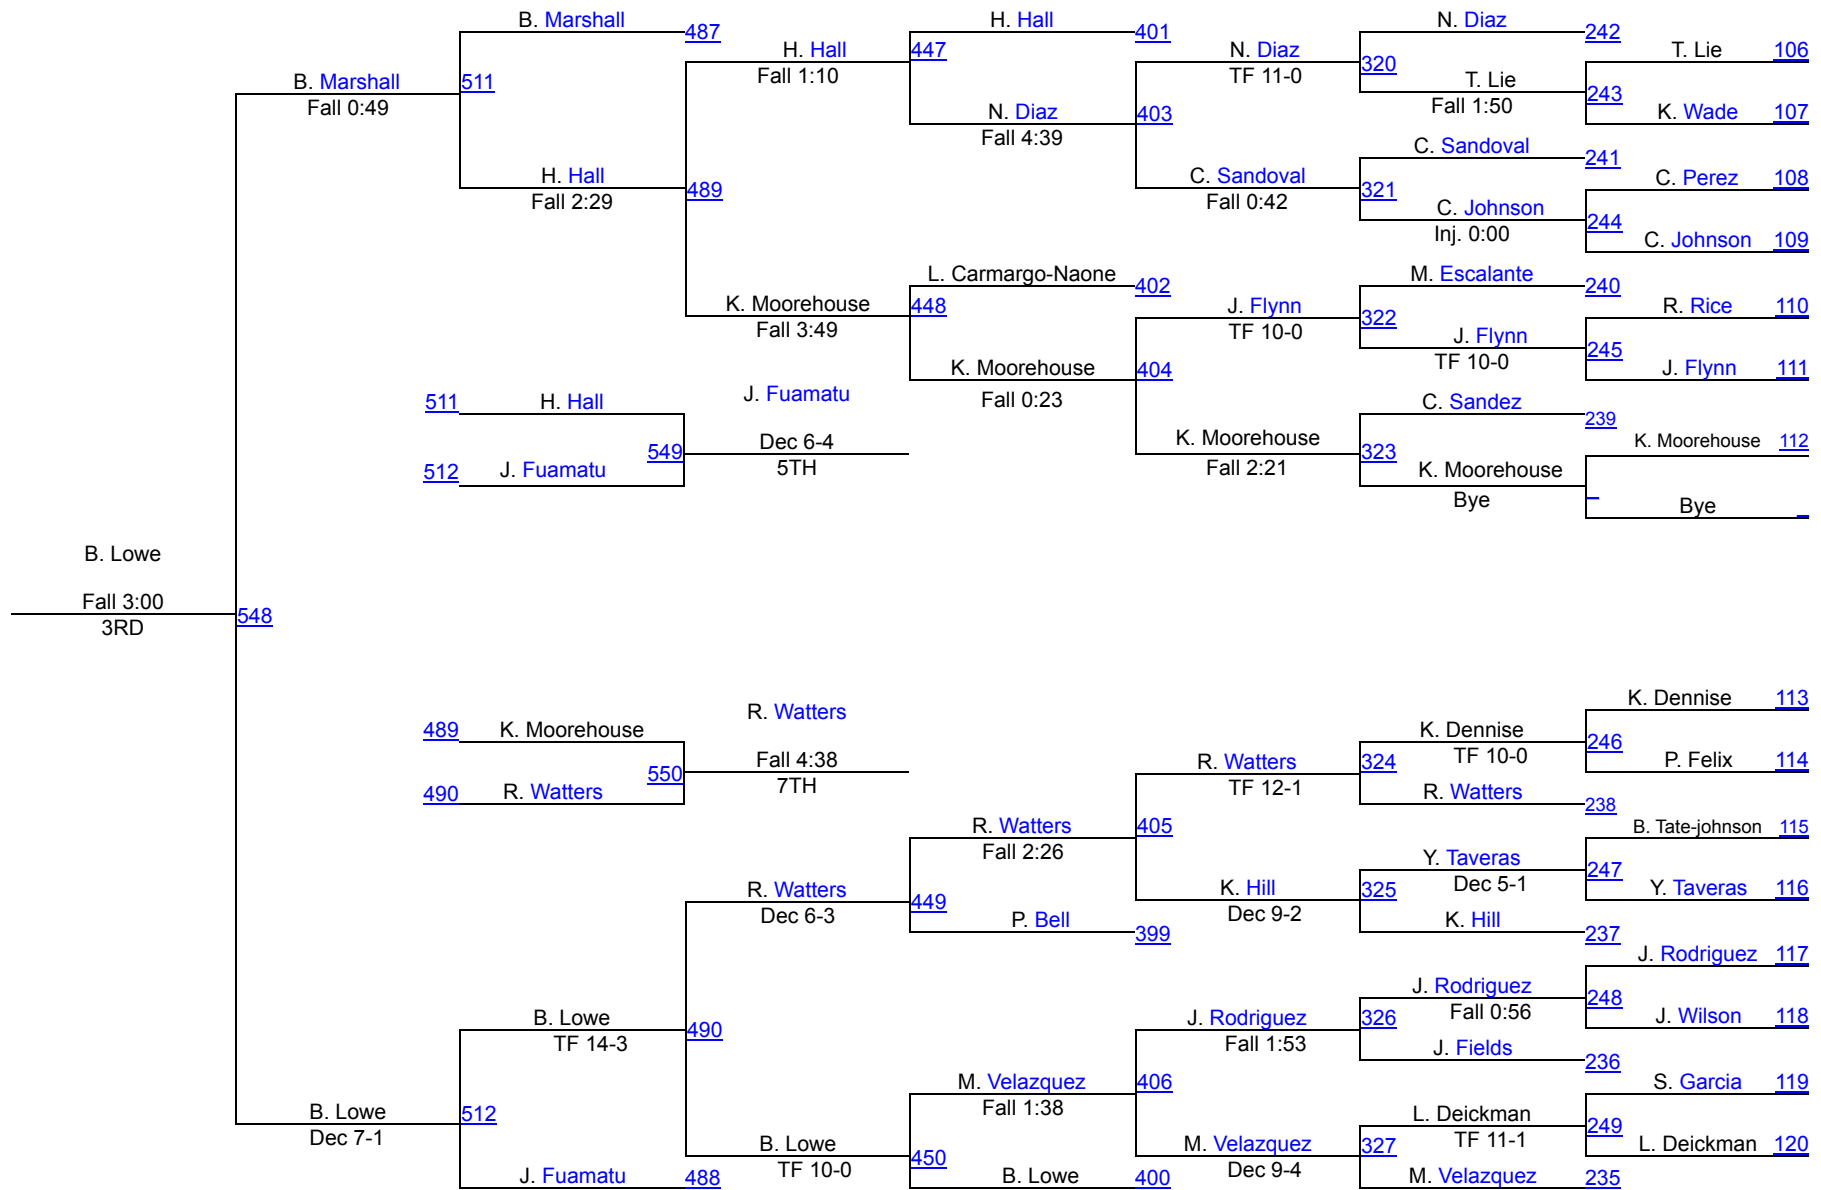 B. Marshall
487
H. Hall
401
N. Diaz
242
T. Lie
106
H. Hall
Fall 1:10
447
N. Diaz
TF 11-0
320
T. Lie
Fall 1:50
243
K. Wade
107
B. Marshall
Fall 0:49
511
N. Diaz
Fall 4:39
403
C. Sandoval
241
C. Perez
108
H. Hall
Fall 2:29
489
C. Sandoval
Fall 0:42
321
C. Johnson
Inj. 0:00
244
C. Johnson
109
L. Carmargo-Naone
402
M. Escalante
240
R. Rice
110
K. Moorehouse
Fall 3:49
448
J. Flynn
TF 10-0
322
J. Flynn
TF 10-0
245
J. Flynn
111
K. Moorehouse
Fall 0:23
404
C. Sandez
239
K. Moorehouse
112
511
H. Hall
J. Fuamatu
549
Dec 6-4
5TH
512
J. Fuamatu
K. Moorehouse
Fall 2:21
323
K. Moorehouse
Bye
Bye
B. Lowe
Fall 3:00
3RD
548
K. Dennise
113
489
K. Moorehouse
R. Watters
K. Dennise
TF 10-0
246
P. Felix
114
550
Fall 4:38
7TH
490
R. Watters
R. Watters
TF 12-1
324
R. Watters
238
B. Tate-johnson
115
R. Watters
Fall 2:26
405
Y. Taveras
Dec 5-1
247
Y. Taveras
116
R. Watters
Dec 6-3
449
K. Hill
Dec 9-2
325
P. Bell
399
K. Hill
237
J. Rodriguez
117
B. Lowe
TF 14-3
490
J. Rodriguez
Fall 1:53
326
J. Rodriguez
Fall 0:56
248
J. Wilson
118
J. Fields
236
M. Velazquez
Fall 1:38
406
S. Garcia
119
B. Lowe
Dec 7-1
512
L. Deickman
TF 11-1
249
L. Deickman
120
B. Lowe
TF 10-0
450
M. Velazquez
Dec 9-4
327
J. Fuamatu
488
B. Lowe
400
M. Velazquez
235